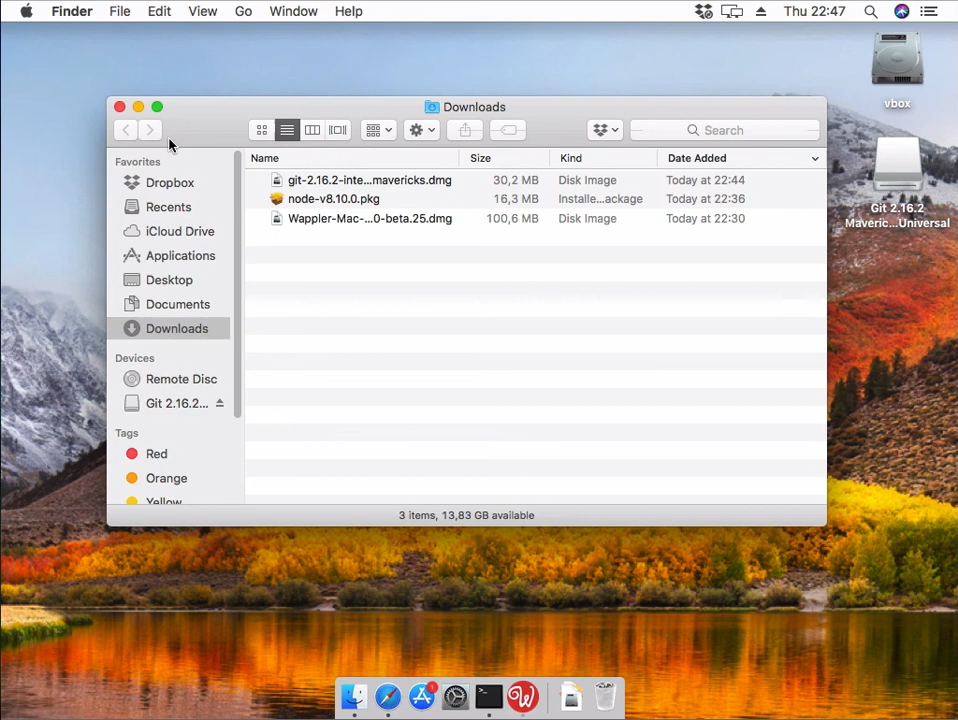 Finder File Edit View Go Window Help Thu 22:47
vbox
Downloads
Search
Favorites
Dropbox
Recents
iCloud Drive
Applications
Desktop
Documents
Downloads
Devices
Remote Disc
Git 2.16.2...
Tags
Red
Orange
Yellow
Name Size Kind Date Added
git-2.16.2-inte...mavericks.dmg 30,2 MB Disk Image Today at 22:44
node-v8.10.0.pkg 16,3 MB Installe...ackage Today at 22:36
Wappler-Mac-...0-beta.25.dmg 100,6 MB Disk Image Today at 22:30
3 items, 13,83 GB available
Git 2.16.2
Maveric...Universal
1